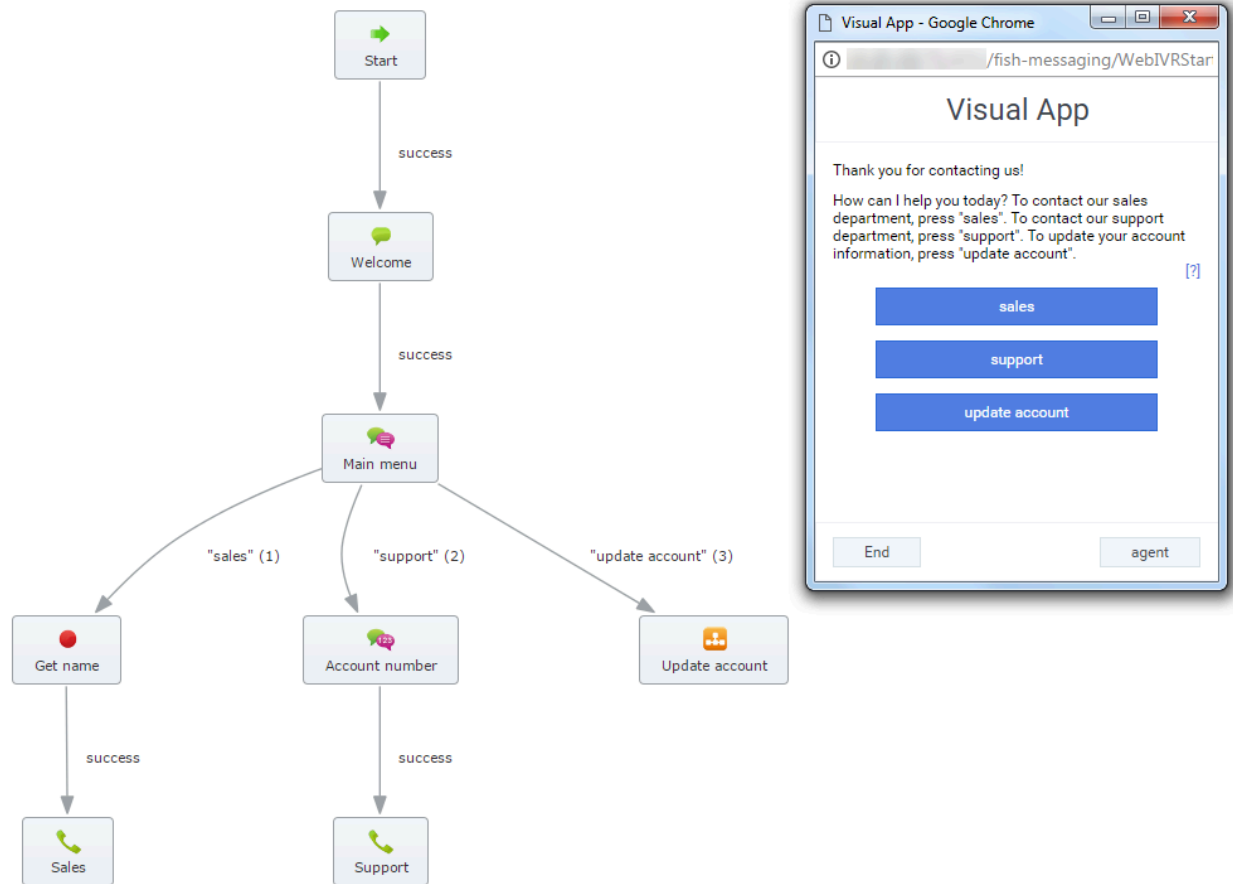 Start
success
Welcome
success
Main menu
"sales" (1)
"support" (2)
"update account" (3)
Get name
Account number
Update account
success
success
Sales
Support
Visual App - Google Chrome
/fish-messaging/WebIVRStar
Visual App
Thank you for contacting us!
How can I help you today? To contact our sales
department, press "sales". To contact our support
department, press "support". To update your account
information, press "update account".
[?]
sales
support
update account
End
agent
123